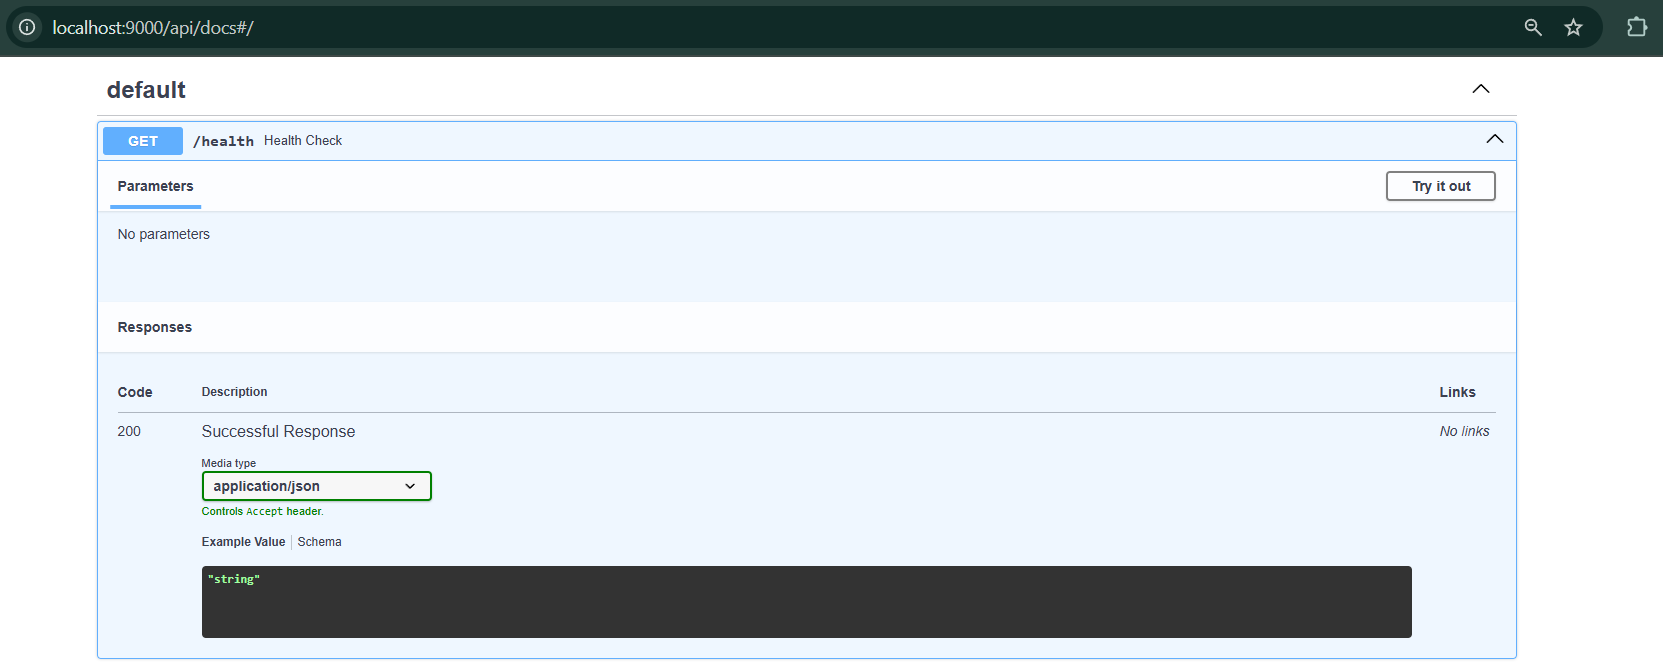 localhost:9000/api/docs#/
default
GET /health Health Check
Parameters
Try it out
No parameters
Responses
Code Description Links
200 Successful Response No links
Media type
application/json
Controls Accept header.
Example Value Schema
"string"